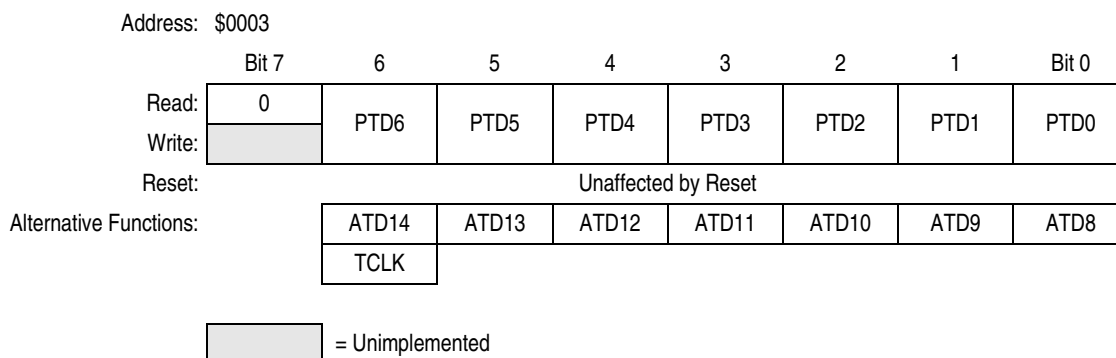 Address: $0003
Bit 7 6 5 4 3 2 1 Bit 0
Read: 0 PTD6 PTD5 PTD4 PTD3 PTD2 PTD1 PTD0
Write:
Reset: Unaffected by Reset
Alternative Functions: ATD14 ATD13 ATD12 ATD11 ATD10 ATD9 ATD8
TCLK
= Unimplemented